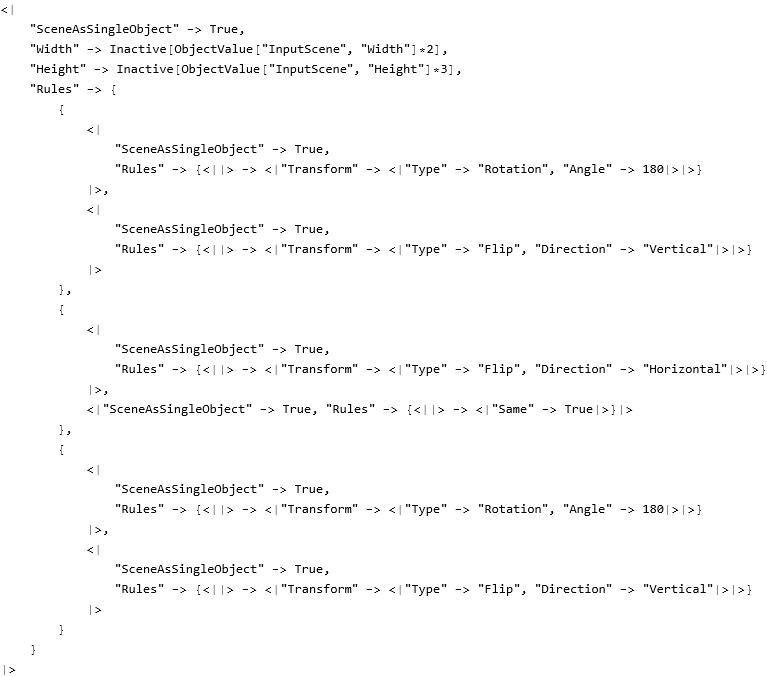 <|
    "SceneAsSingleObject" -> True,
    "Width" -> Inactive[ObjectValue["InputScene", "Width"]*2],
    "Height" -> Inactive[ObjectValue["InputScene", "Height"]*3],
    "Rules" -> {
        {
            <|
                "SceneAsSingleObject" -> True,
                "Rules" -> {<||> -> <|"Transform" -> <|"Type" -> "Rotation", "Angle" -> 180|>|>}
            |>,
            <|
                "SceneAsSingleObject" -> True,
                "Rules" -> {<||> -> <|"Transform" -> <|"Type" -> "Flip", "Direction" -> "Vertical"|>|>}
            |>
        },
        {
            <|
                "SceneAsSingleObject" -> True,
                "Rules" -> {<||> -> <|"Transform" -> <|"Type" -> "Flip", "Direction" -> "Horizontal"|>|>}
            |>,
            <|"SceneAsSingleObject" -> True, "Rules" -> {<||> -> <|"Same" -> True|>}|>
        },
        {
            <|
                "SceneAsSingleObject" -> True,
                "Rules" -> {<||> -> <|"Transform" -> <|"Type" -> "Rotation", "Angle" -> 180|>|>}
            |>,
            <|
                "SceneAsSingleObject" -> True,
                "Rules" -> {<||> -> <|"Transform" -> <|"Type" -> "Flip", "Direction" -> "Vertical"|>|>}
            |>
        }
    }
|>